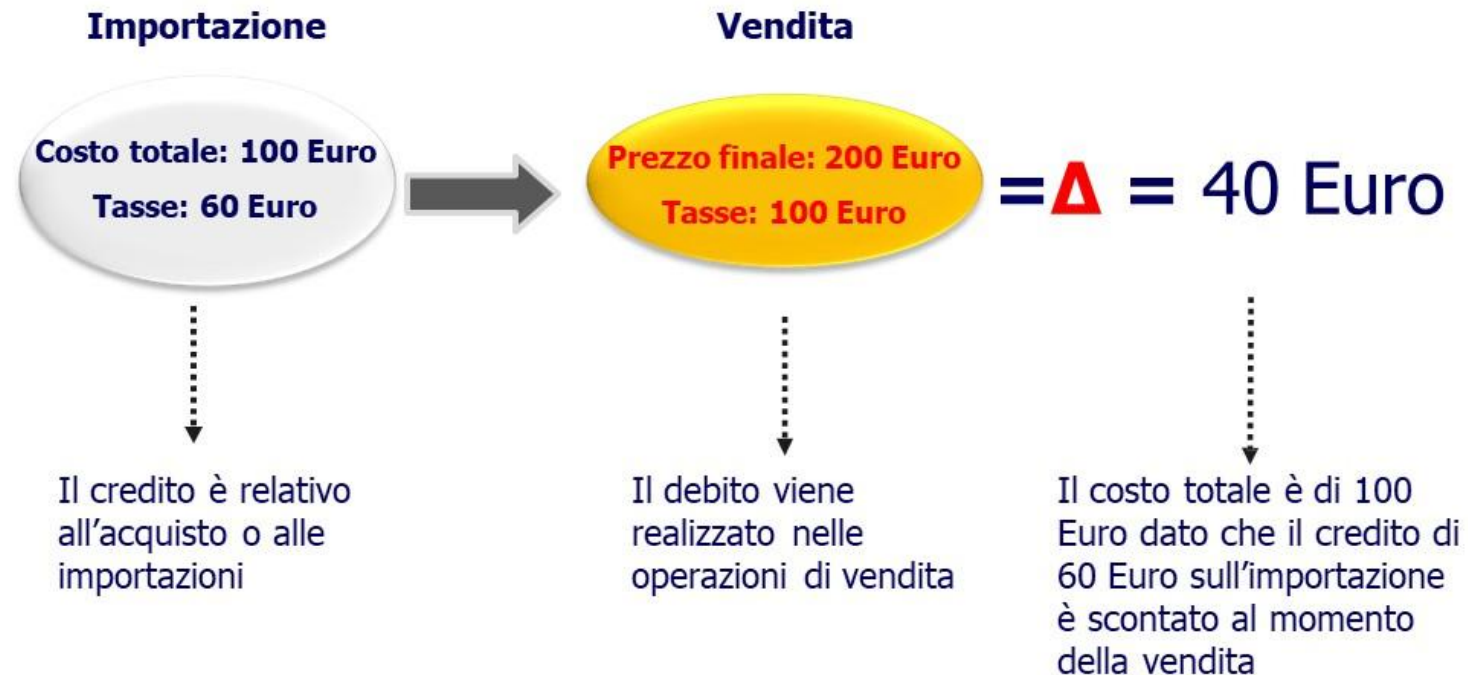 Importazione
Vendita
Costo totale: 100 Euro
Tasse: 60 Euro
Prezzo finale: 200 Euro
Tasse: 100 Euro
=Δ = 40 Euro
Il credito è relativo
all'acquisto o alle
importazioni
Il debito viene
realizzato nelle
operazioni di vendita
Il costo totale è di 100
Euro dato che il credito di
60 Euro sull'importazione
è scontato al momento
della vendita